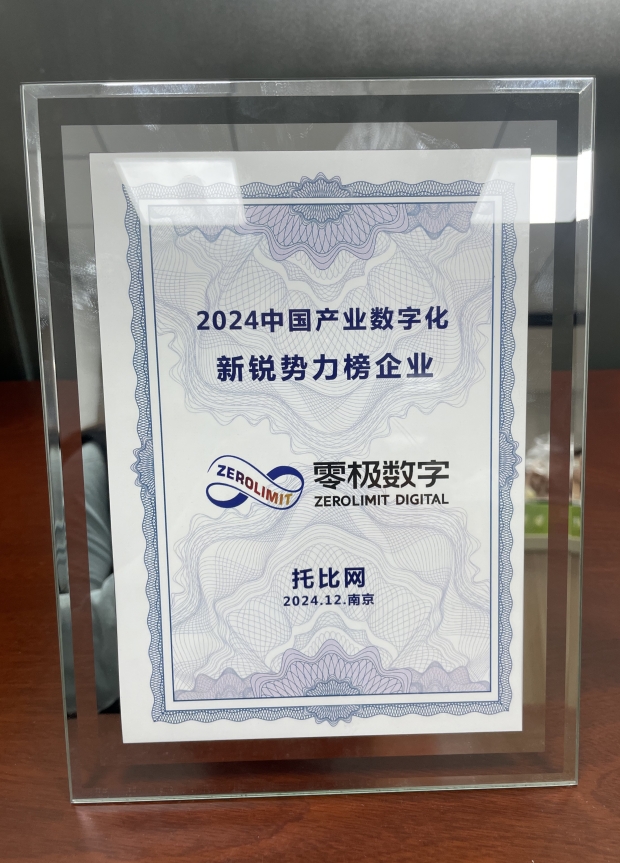 2024中国产业数字化
新锐势力榜企业
ZEROLIMIT
零极数字
ZEROLIMIT DIGITAL
托比网
2024.12.南京